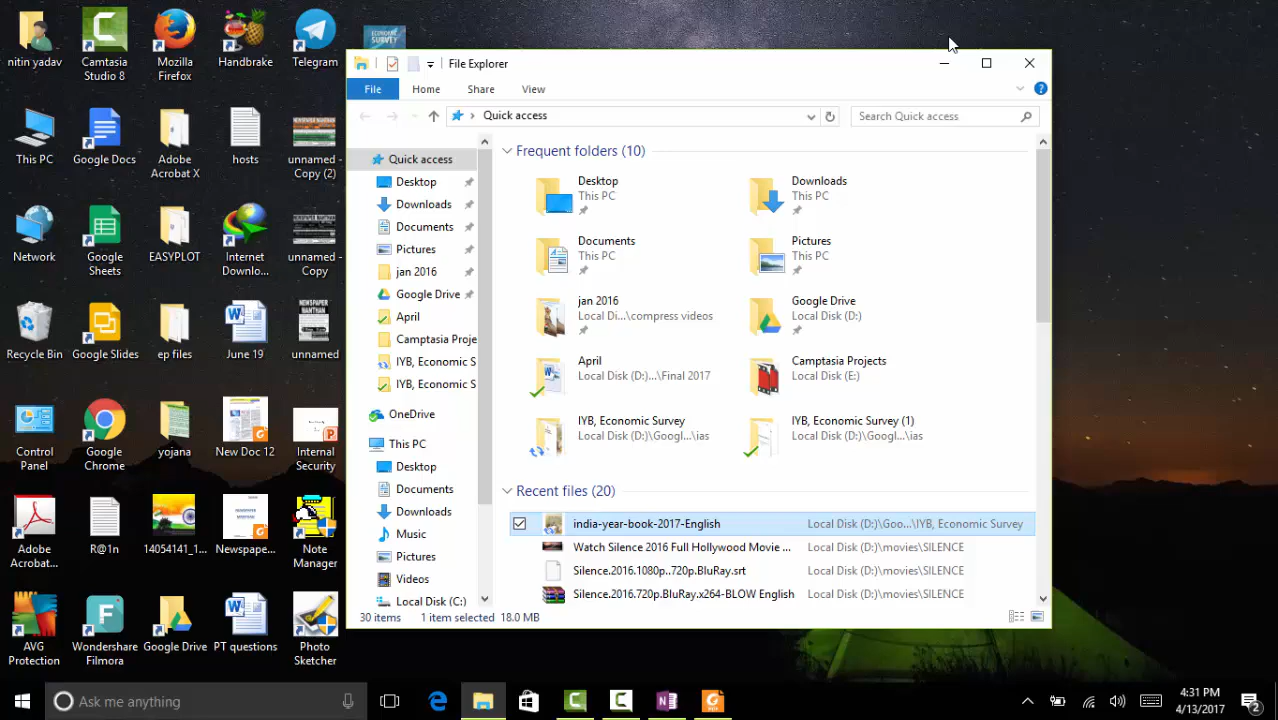 nitin yadav
Camtasia Studio 8
Mozilla Firefox
Handbrake
Telegram
ECONOMIC SURVEY
This PC
Google Docs
Adobe Acrobat X
hosts
unnamed - Copy (2)
Network
Google Sheets
EASYPLOT
Internet Downlo...
unnamed - Copy
Recycle Bin
Google Slides
ep files
June 19
NEWSPAPER MANTHAN
unnamed
Control Panel
Google Chrome
yojana
New Doc 12
Internal Security
Adobe Acrobat...
R@1n
14054141_1...
Newspape...
Note Manager
AVG Protection
Wondershare Filmora
Google Drive
PT questions
Photo Sketcher
File Explorer
File
Home
Share
View
Quick access
Search Quick access
Quick access
Desktop
Downloads
Documents
Pictures
jan 2016
Google Drive
April
Camptasia Proje
IYB, Economic S
IYB, Economic S
OneDrive
This PC
Desktop
Documents
Downloads
Music
Pictures
Videos
Local Disk (C:)
Frequent folders (10)
Desktop
This PC
Downloads
This PC
Documents
This PC
Pictures
This PC
jan 2016
Local Di...\compress videos
Google Drive
Local Disk (D:)
April
Local Disk (D:)...\Final 2017
Camptasia Projects
Local Disk (E:)
IYB, Economic Survey
Local Disk (D:)\Googl...\ias
IYB, Economic Survey (1)
Local Disk (D:)\Googl...\ias
Recent files (20)
india-year-book-2017-English Local Disk (D:)\Goo...\IYB, Economic Survey
Watch Silence 2016 Full Hollywood Movie ... Local Disk (D:)\movies\SILENCE
Silence.2016.1080p..720p.BluRay.srt Local Disk (D:)\movies\SILENCE
Silence.2016.720p.BluRay.x264-BLOW English Local Disk (D:)\movies\SILENCE
30 items 1 item selected 18.0 MB
Ask me anything
4:31 PM
4/13/2017
2